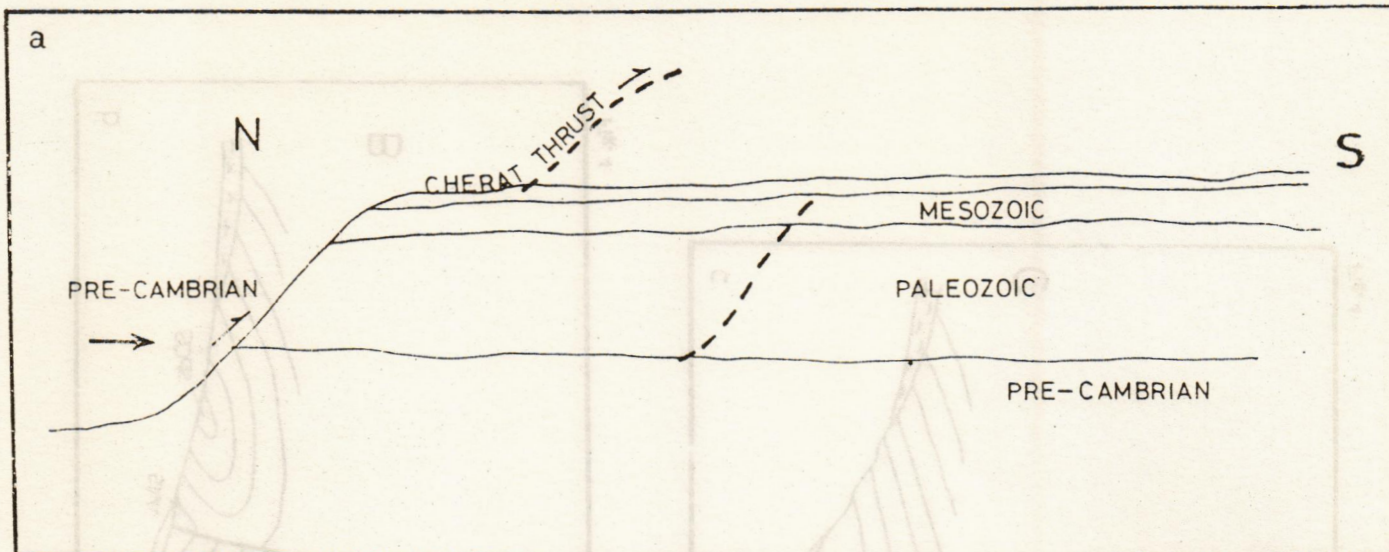 a
N
S
CHERAT THRUST
MESOZOIC
PRE-CAMBRIAN
PALEOZOIC
PRE-CAMBRIAN